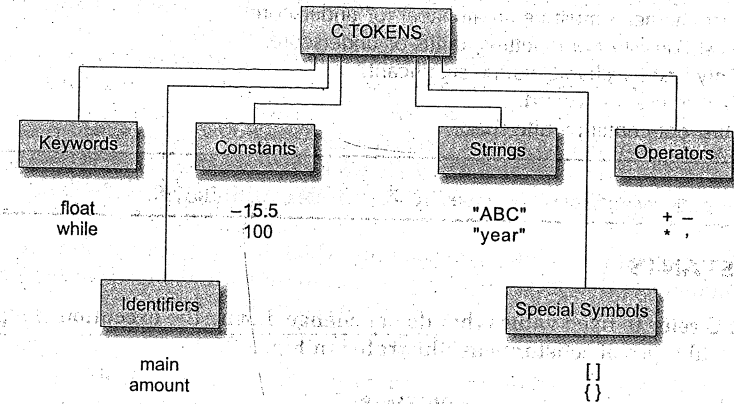 C TOKENS
Keywords
Constants
Strings
Operators
float
while
−15.5
100
"ABC"
"year"
+ −
* ,
Identifiers
Special Symbols
main
amount
[ ]
{ }